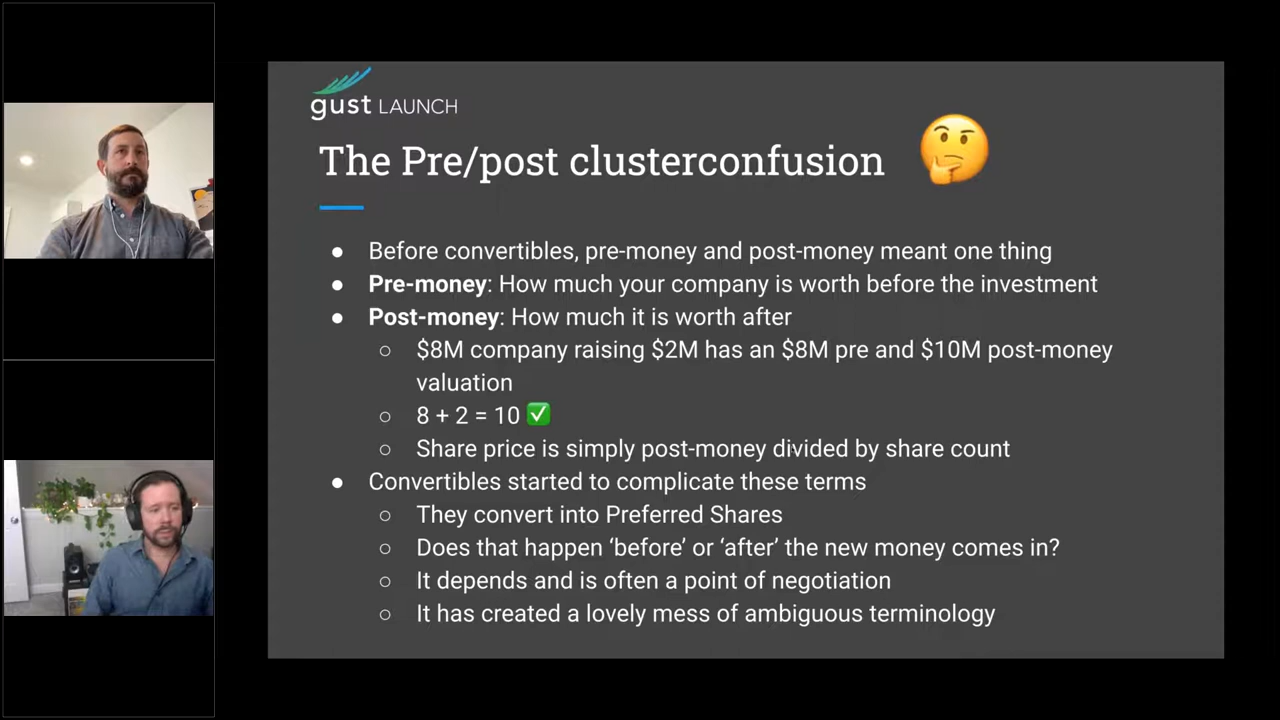 gust LAUNCH
The Pre/post clusterconfusion
● Before convertibles, pre-money and post-money meant one thing
● Pre-money: How much your company is worth before the investment
● Post-money: How much it is worth after
○ $8M company raising $2M has an $8M pre and $10M post-money
valuation
○ 8 + 2 = 10 ✅
○ Share price is simply post-money divided by share count
● Convertibles started to complicate these terms
○ They convert into Preferred Shares
○ Does that happen ‘before’ or ‘after’ the new money comes in?
○ It depends and is often a point of negotiation
○ It has created a lovely mess of ambiguous terminology